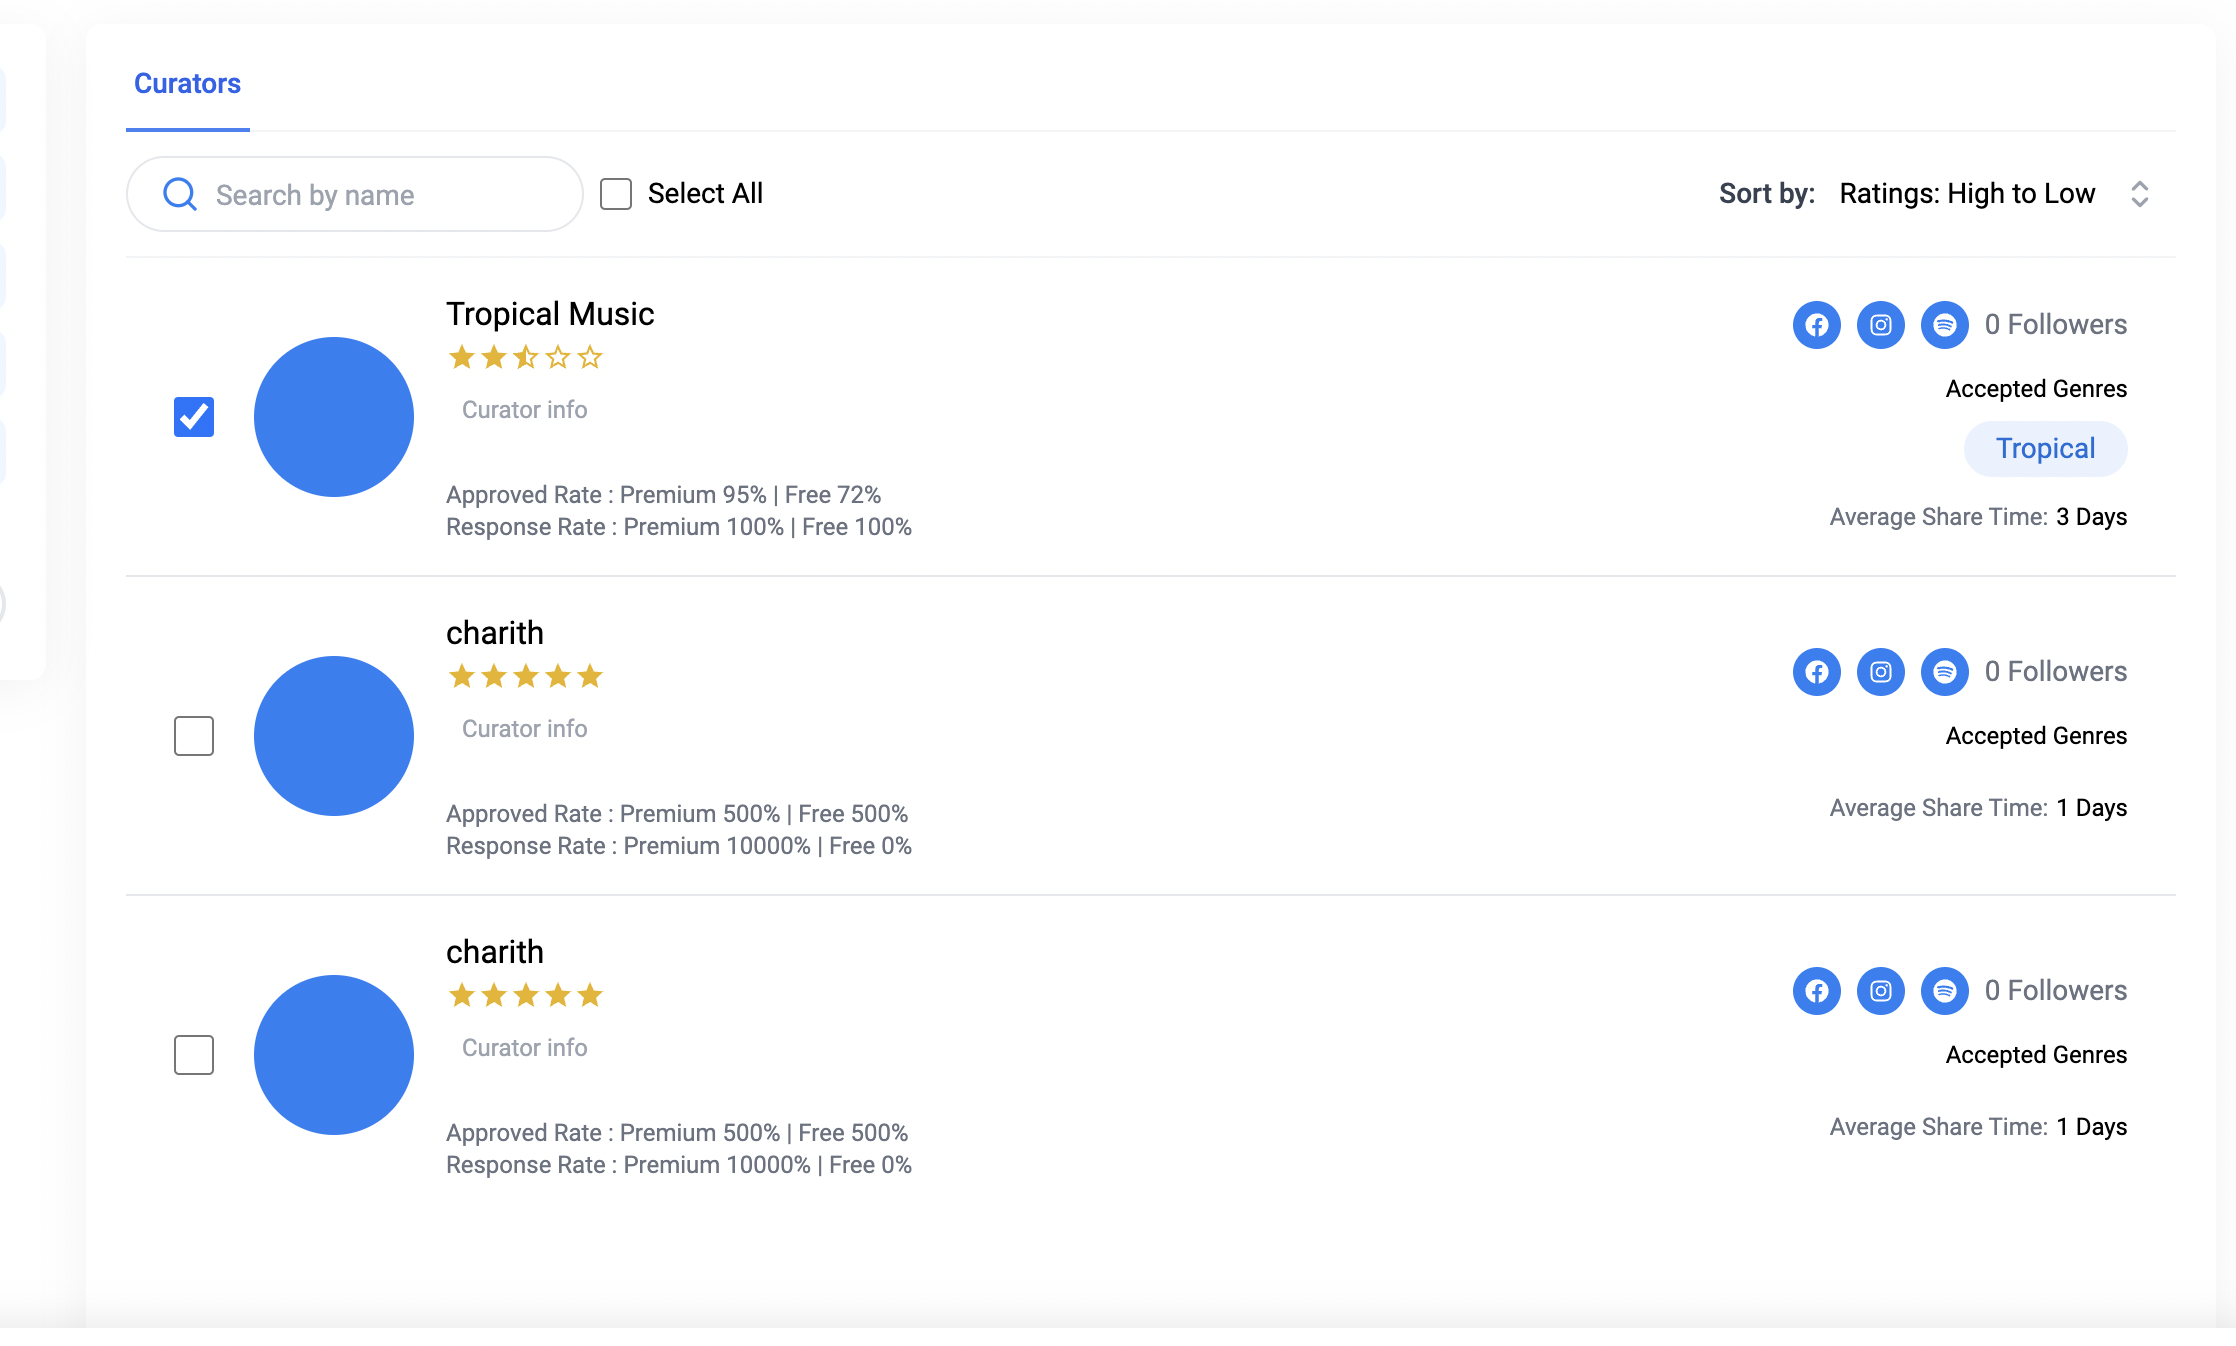 Curators
Search by name
Select All
Sort by: Ratings: High to Low
Tropical Music
Curator info
Approved Rate : Premium 95% | Free 72%
Response Rate : Premium 100% | Free 100%
0 Followers
Accepted Genres
Tropical
Average Share Time: 3 Days
charith
Curator info
Approved Rate : Premium 500% | Free 500%
Response Rate : Premium 10000% | Free 0%
0 Followers
Accepted Genres
Average Share Time: 1 Days
charith
Curator info
Approved Rate : Premium 500% | Free 500%
Response Rate : Premium 10000% | Free 0%
0 Followers
Accepted Genres
Average Share Time: 1 Days